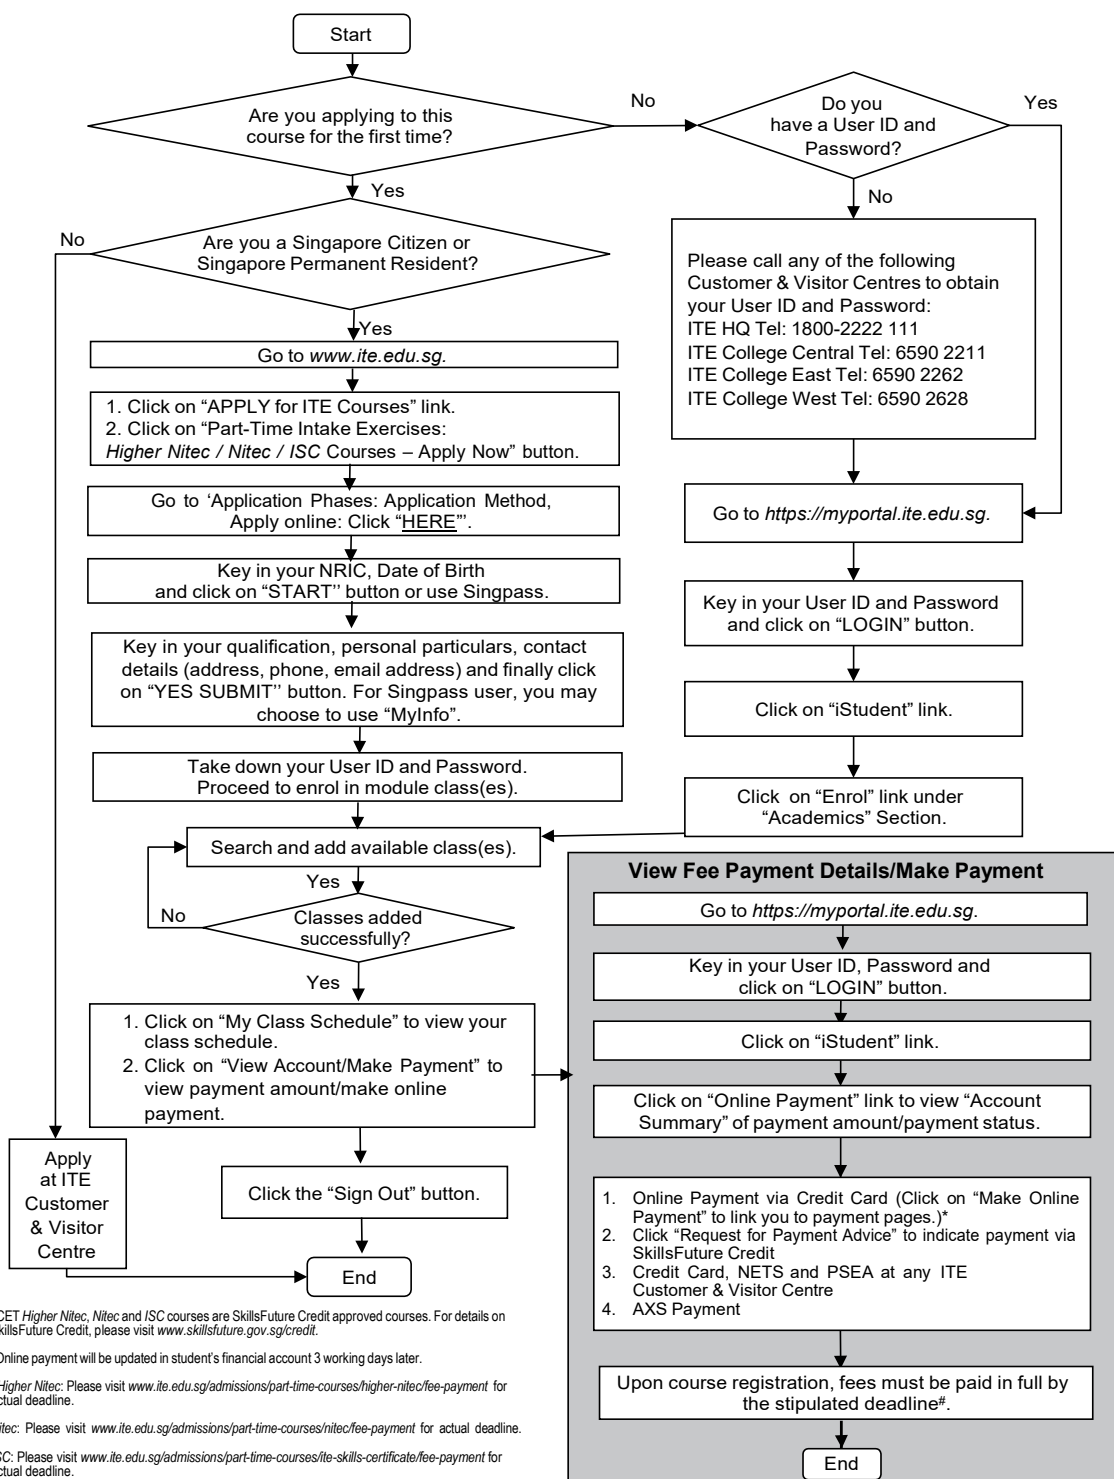 Start
Are you applying to this
course for the first time?
No
Do you
have a User ID and
Password?
Yes
Yes
No
No
Are you a Singapore Citizen or
Singapore Permanent Resident?
Yes
Please call any of the following
Customer & Visitor Centres to obtain
your User ID and Password:
ITE HQ Tel: 1800-2222 111
ITE College Central Tel: 6590 2211
ITE College East Tel: 6590 2262
ITE College West Tel: 6590 2628
Go to www.ite.edu.sg.
1. Click on “APPLY for ITE Courses” link.
2. Click on “Part-Time Intake Exercises:
Higher Nitec / Nitec / ISC Courses – Apply Now” button.
Go to ‘Application Phases: Application Method,
Apply online: Click “HERE”’.
Key in your NRIC, Date of Birth
and click on “START’’ button or use Singpass.
Key in your qualification, personal particulars, contact
details (address, phone, email address) and finally click
on “YES SUBMIT’’ button. For Singpass user, you may
choose to use “MyInfo”.
Take down your User ID and Password.
Proceed to enrol in module class(es).
Go to https://myportal.ite.edu.sg.
Key in your User ID and Password
and click on “LOGIN” button.
Click on “iStudent” link.
Click on “Enrol” link under
“Academics” Section.
Search and add available class(es).
Yes
No
Classes added
successfully?
Yes
1. Click on “My Class Schedule” to view your
class schedule.
2. Click on “View Account/Make Payment” to
view payment amount/make online
payment.
Apply
at ITE
Customer
& Visitor
Centre
Click the “Sign Out” button.
End
View Fee Payment Details/Make Payment
Go to https://myportal.ite.edu.sg.
Key in your User ID, Password and
click on “LOGIN” button.
Click on “iStudent” link.
Click on “Online Payment” link to view “Account
Summary” of payment amount/payment status.
1. Online Payment via Credit Card (Click on “Make Online
Payment” to link you to payment pages.)*
2. Click “Request for Payment Advice” to indicate payment via
SkillsFuture Credit
3. Credit Card, NETS and PSEA at any ITE
Customer & Visitor Centre
4. AXS Payment
Upon course registration, fees must be paid in full by
the stipulated deadline#.
End
CET Higher Nitec, Nitec and ISC courses are SkillsFuture Credit approved courses. For details on
killsFuture Credit, please visit www.skillsfuture.gov.sg/credit.
Online payment will be updated in student’s financial account 3 working days later.
Higher Nitec: Please visit www.ite.edu.sg/admissions/part-time-courses/higher-nitec/fee-payment for
ctual deadline.
itec: Please visit www.ite.edu.sg/admissions/part-time-courses/nitec/fee-payment for actual deadline.
SC: Please visit www.ite.edu.sg/admissions/part-time-courses/ite-skills-certificate/fee-payment for
ctual deadline.